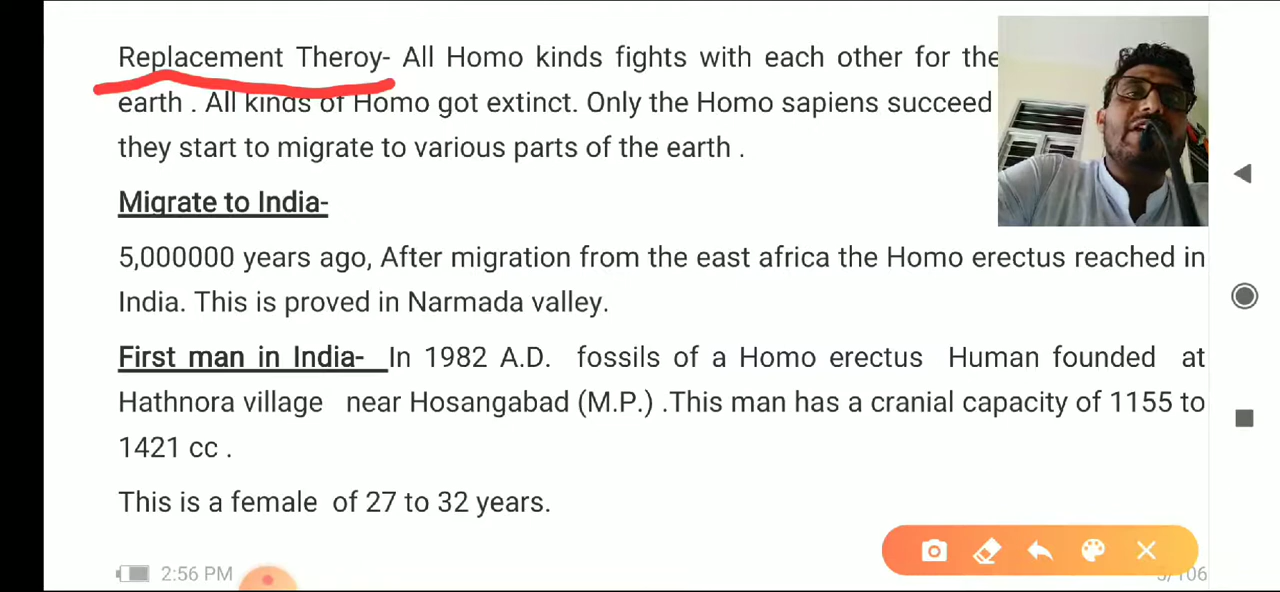 Replacement Theroy- All Homo kinds fights with each other for the
earth . All kinds of Homo got extinct. Only the Homo sapiens succeed
they start to migrate to various parts of the earth .
Migrate to India-
5,000000 years ago, After migration from the east africa the Homo erectus reached in
India. This is proved in Narmada valley.
First man in India- In 1982 A.D. fossils of a Homo erectus Human founded at
Hathnora village near Hosangabad (M.P.) .This man has a cranial capacity of 1155 to
1421 cc .
This is a female of 27 to 32 years.
2:56 PM
3/106